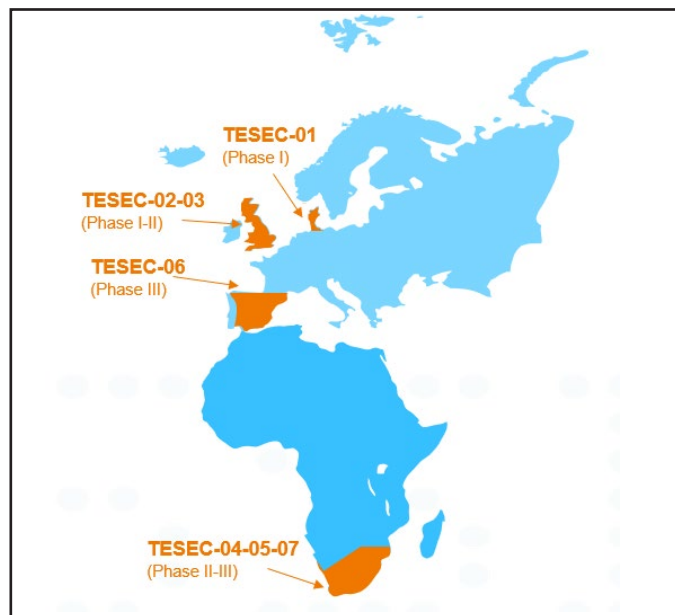 TESEC-01
(Phase I)
TESEC-02-03
(Phase I-II)
TESEC-06
(Phase III)
TESEC-04-05-07
(Phase II-III)